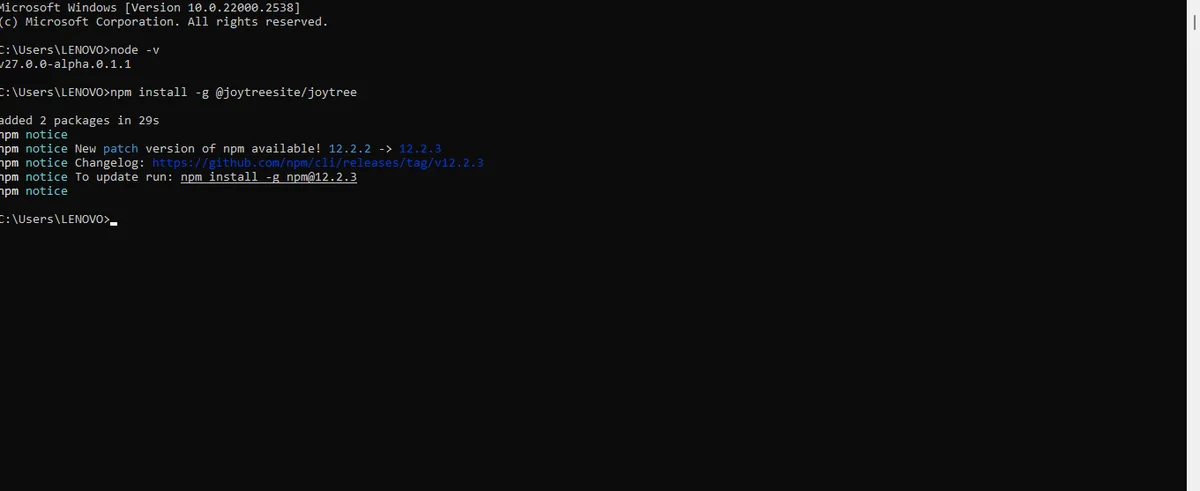 Microsoft Windows [Version 10.0.22000.2538]
(c) Microsoft Corporation. All rights reserved.
C:\Users\LENOVO>node -v
v27.0.0-alpha.0.1.1
C:\Users\LENOVO>npm install -g @joytreesite/joytree
added 2 packages in 29s
npm notice
npm notice New patch version of npm available! 12.2.2 -> 12.2.3
npm notice Changelog: https://github.com/npm/cli/releases/tag/v12.2.3
npm notice To update run: npm install -g npm@12.2.3
npm notice
C:\Users\LENOVO>